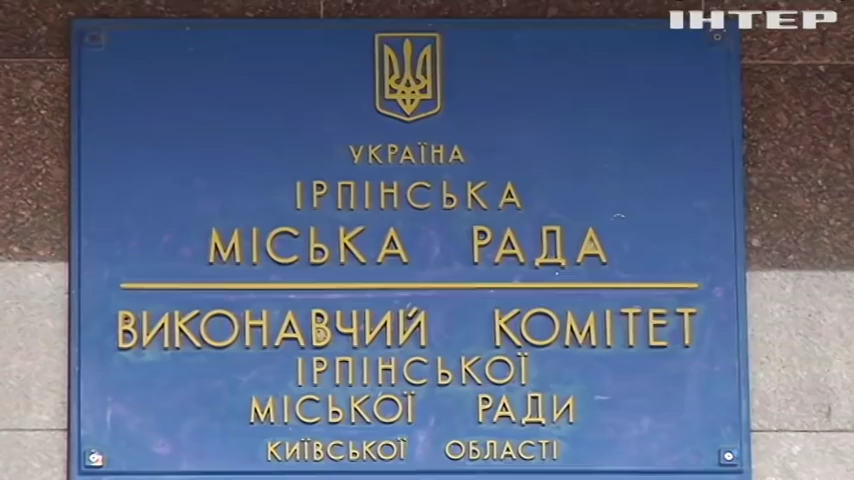 ІНТЕР
УКРАЇНА
ІРПІНСЬКА
МІСЬКА РАДА
ВИКОНАВЧИЙ КОМІТЕТ
ІРПІНСЬКОЇ
МІСЬКОЇ РАДИ
КИЇВСЬКОЇ ОБЛАСТІ